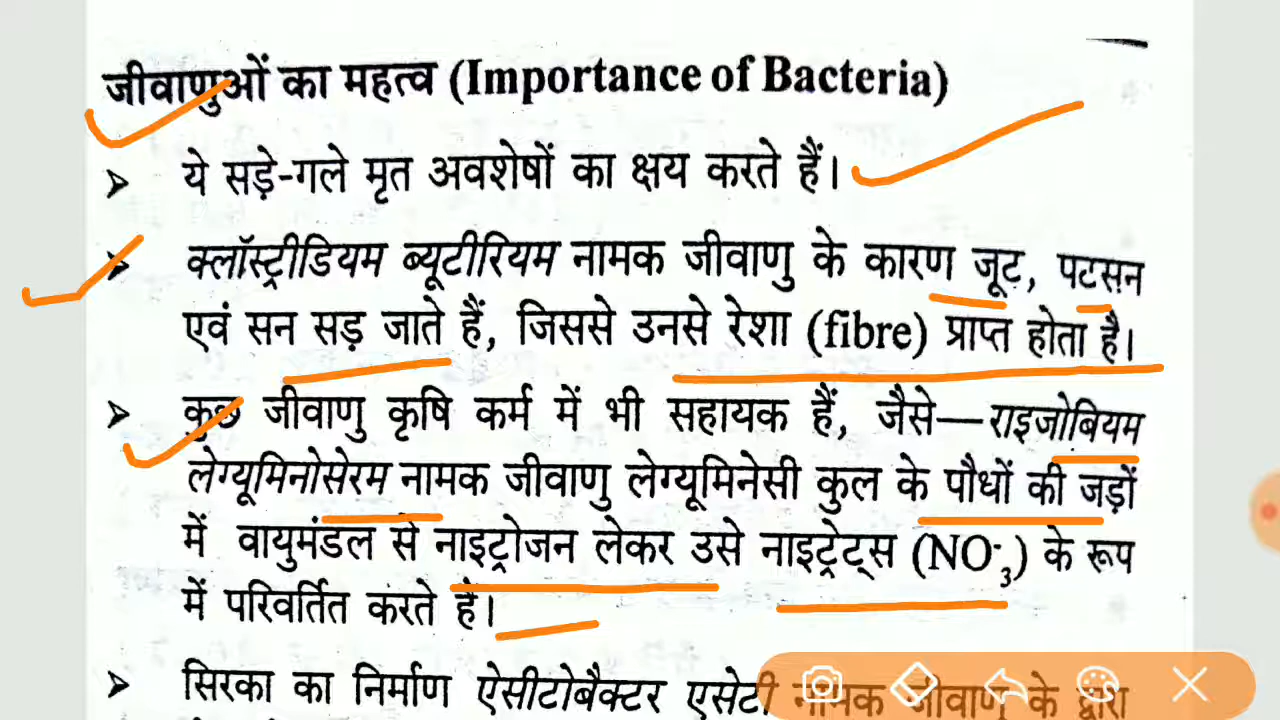 जीवाणुओं का महत्व (Importance of Bacteria)
➤ ये सड़े-गले मृत अवशेषों का क्षय करते हैं।
➤ क्लॉस्ट्रीडियम ब्यूटीरियम नामक जीवाणु के कारण जूट, पटसन
एवं सन सड़ जाते हैं, जिससे उनसे रेशा (fibre) प्राप्त होता है।
➤ कुछ जीवाणु कृषि कर्म में भी सहायक हैं, जैसे—राइजोबियम
लेग्यूमिनोसेरम नामक जीवाणु लेग्यूमिनेसी कुल के पौधों की जड़ों
में वायुमंडल से नाइट्रोजन लेकर उसे नाइट्रेट्स (NO⁻₃) के रूप
में परिवर्तित करते हैं।
➤ सिरका का निर्माण ऐसीटोबैक्टर एसेटी नामक जीवाणु के द्वारा